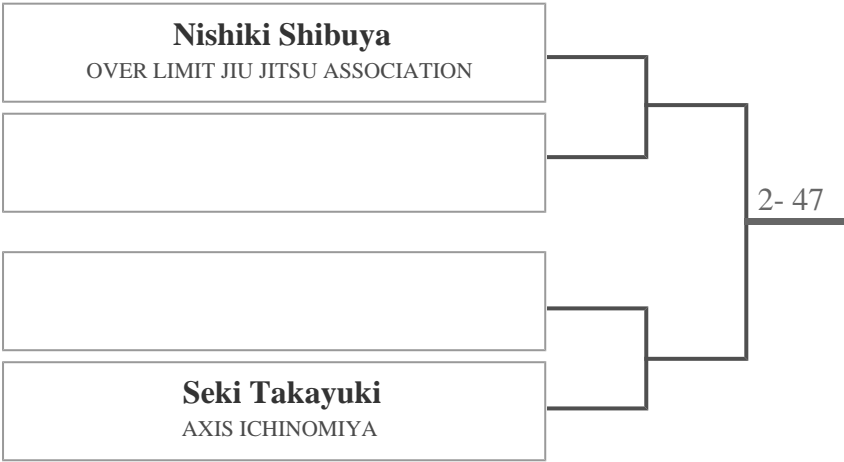 Nishiki Shibuya
OVER LIMIT JIU JITSU ASSOCIATION
2- 47
Seki Takayuki
AXIS ICHINOMIYA